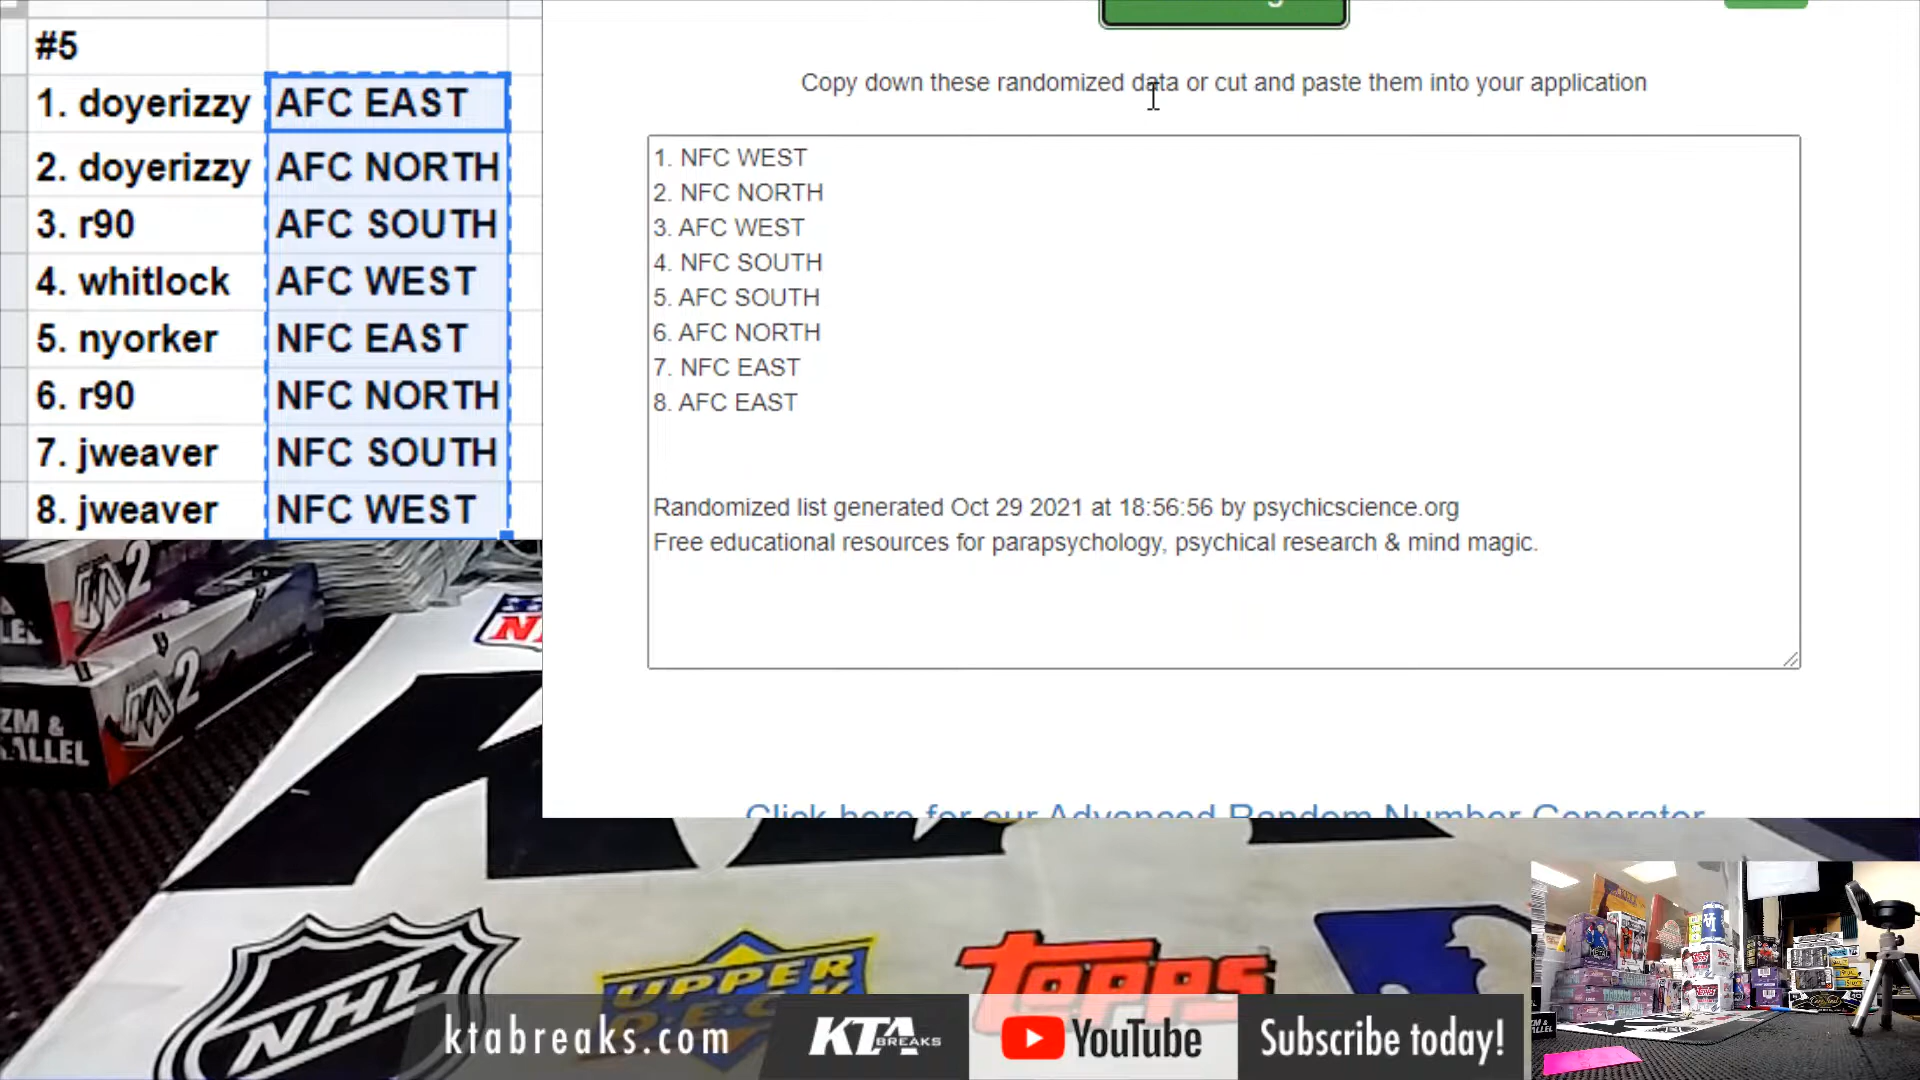 #5
1. doyerizzy AFC EAST
2. doyerizzy AFC NORTH
3. r90 AFC SOUTH
4. whitlock AFC WEST
5. nyorker NFC EAST
6. r90 NFC NORTH
7. jweaver NFC SOUTH
8. jweaver NFC WEST
Copy down these randomized data or cut and paste them into your application
1. NFC WEST
2. NFC NORTH
3. AFC WEST
4. NFC SOUTH
5. AFC SOUTH
6. AFC NORTH
7. NFC EAST
8. AFC EAST
Randomized list generated Oct 29 2021 at 18:56:56 by psychicscience.org
Free educational resources for parapsychology, psychical research & mind magic.
Click here for our Advanced Random Number Generator
2
2
ZM &
ALLEL
NHL
UPPER
DECK
topps
ktabreaks.com
KTA
BREAKS
YouTube
Subscribe today!